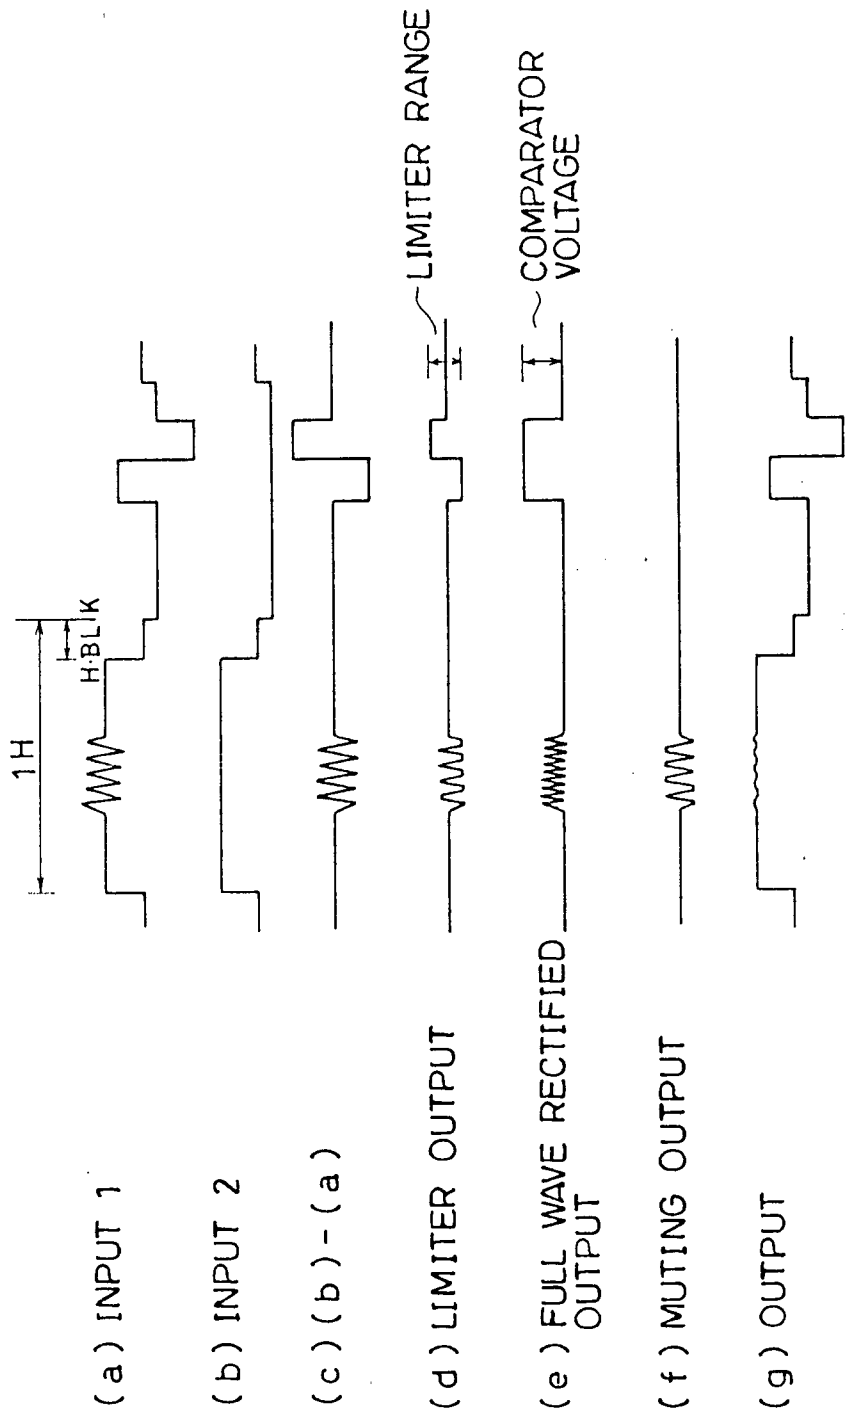 1H
H·BLK
(a) INPUT 1
(b) INPUT 2
(c) (b)-(a)
(d) LIMITER OUTPUT
LIMITER RANGE
(e) FULL WAVE RECTIFIED
OUTPUT
COMPARATOR
VOLTAGE
(f) MUTING OUTPUT
(g) OUTPUT